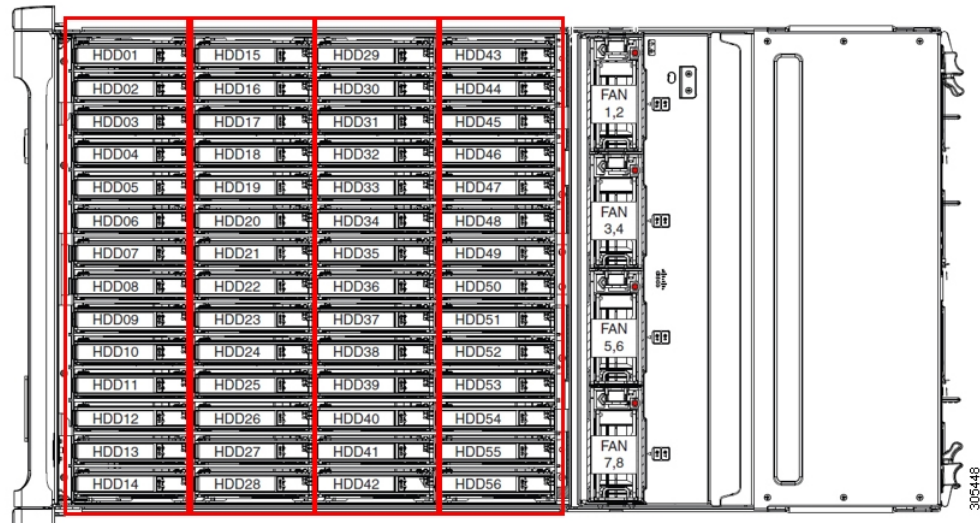 HDD01 HDD15 HDD29 HDD43
HDD02 HDD16 HDD30 HDD44
HDD03 HDD17 HDD31 HDD45
HDD04 HDD18 HDD32 HDD46
HDD05 HDD19 HDD33 HDD47
HDD06 HDD20 HDD34 HDD48
HDD07 HDD21 HDD35 HDD49
HDD08 HDD22 HDD36 HDD50
HDD09 HDD23 HDD37 HDD51
HDD10 HDD24 HDD38 HDD52
HDD11 HDD25 HDD39 HDD53
HDD12 HDD26 HDD40 HDD54
HDD13 HDD27 HDD41 HDD55
HDD14 HDD28 HDD42 HDD56
FAN
1,2
FAN
3,4
FAN
5,6
FAN
7,8
305448